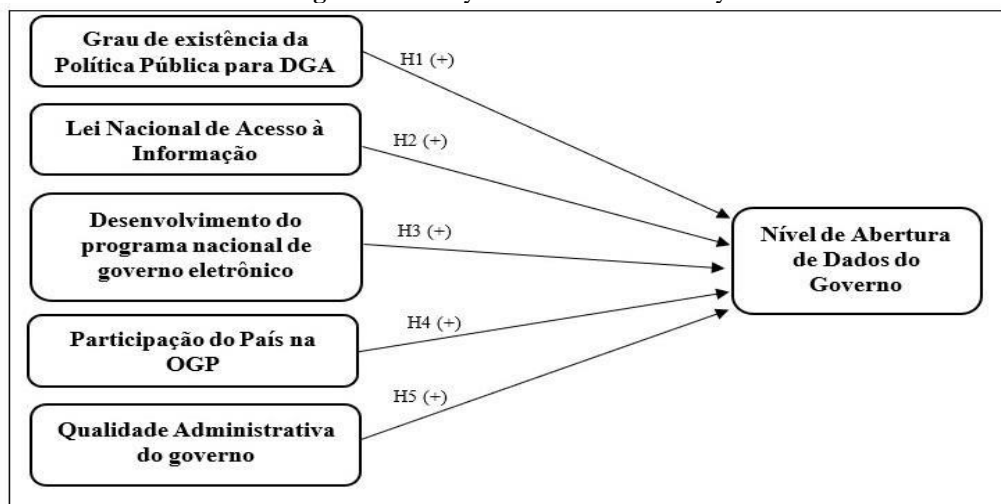 Grau de existência da
Política Pública para DGA
H1 (+)
Lei Nacional de Acesso à
Informação
H2 (+)
Desenvolvimento do
programa nacional de
governo eletrônico
H3 (+)
Participação do País na
OGP
H4 (+)
Qualidade Administrativa
do governo
H5 (+)
Nível de Abertura
de Dados do
Governo